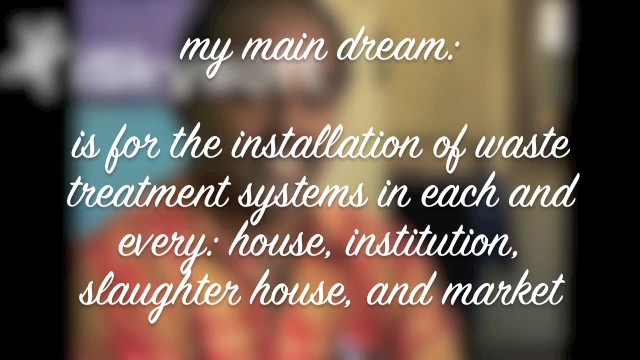 my main dream:
is for the installation of waste
treatment systems in each and
every: house, institution,
slaughter house, and market